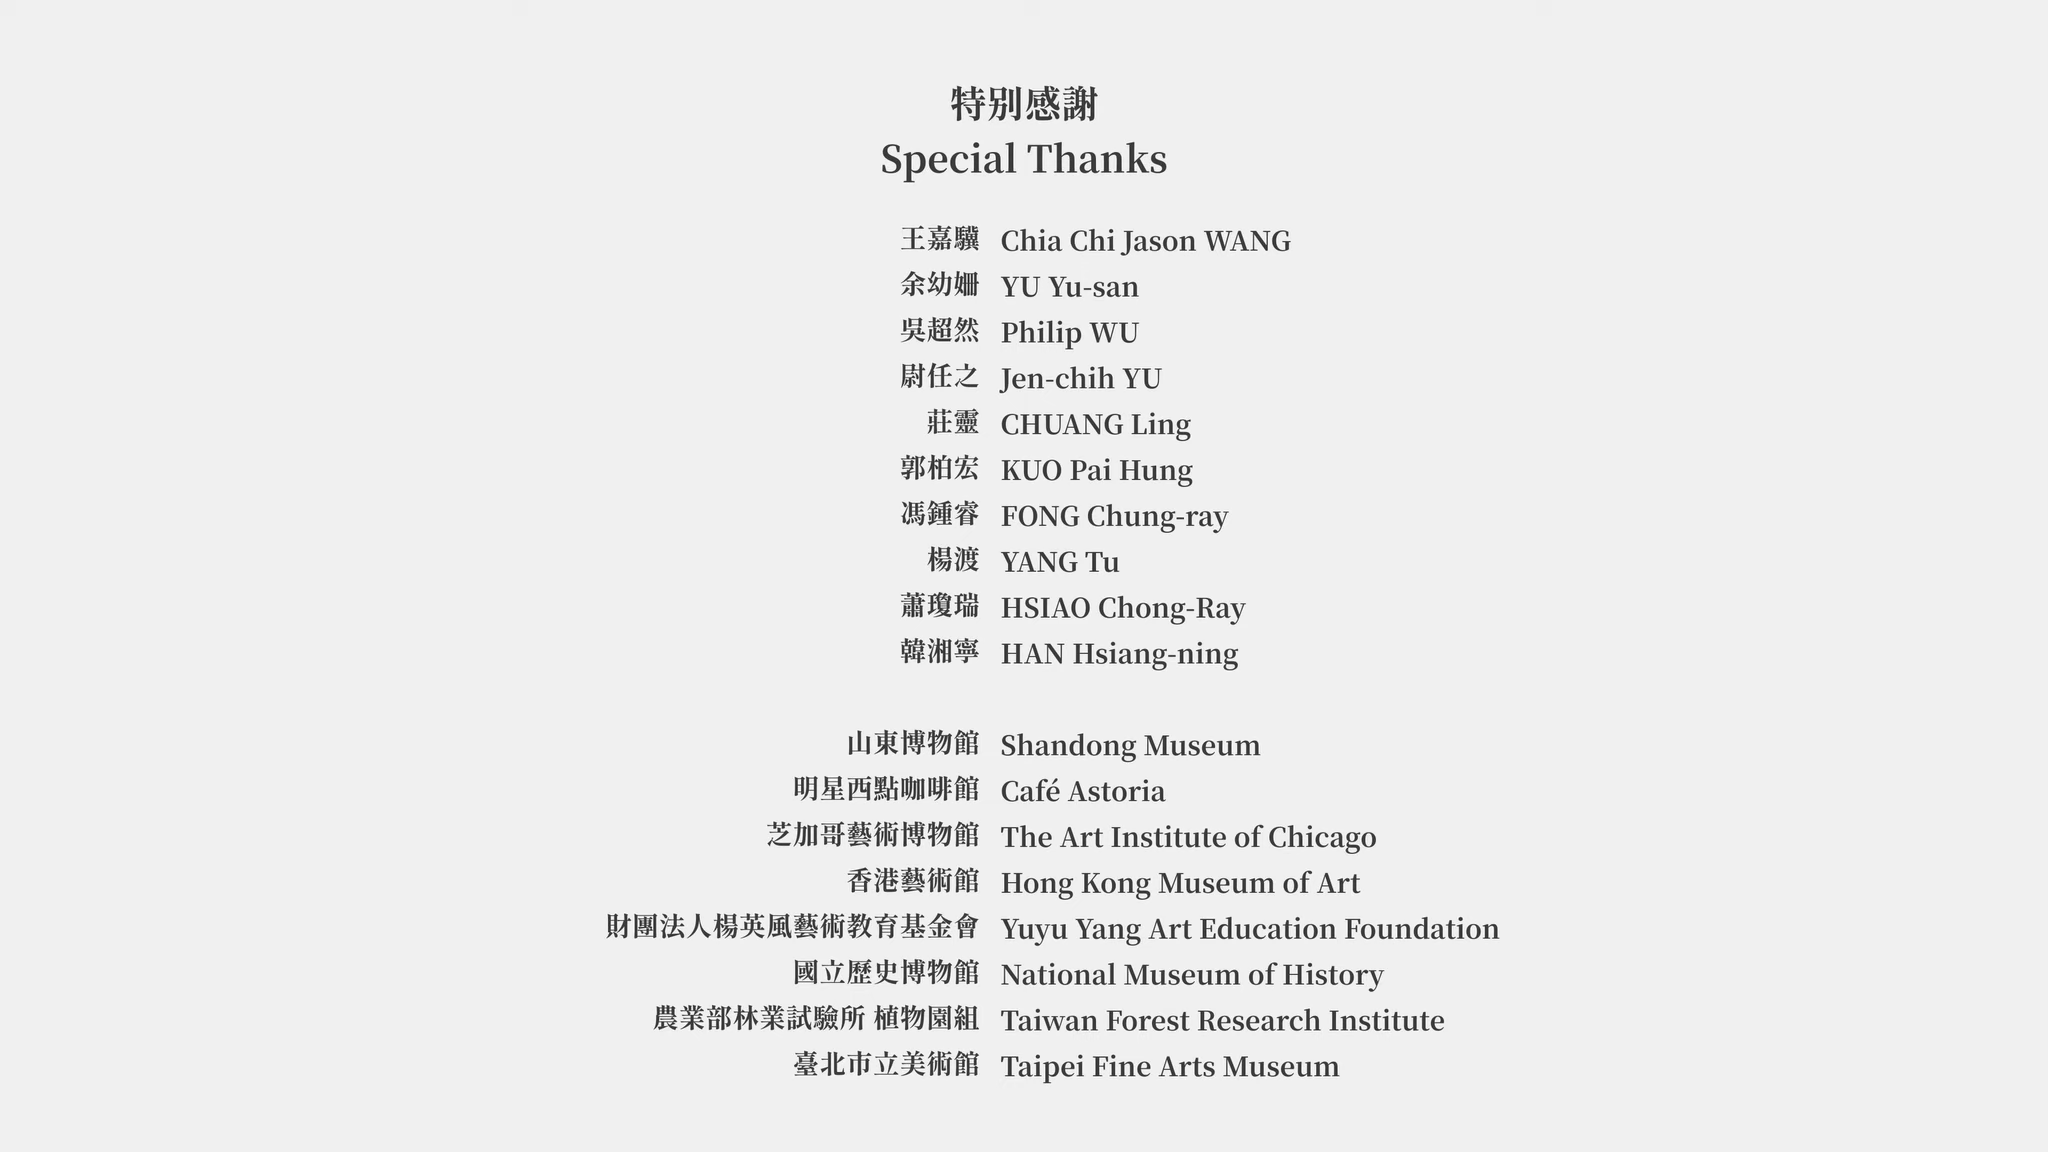 特別感謝
Special Thanks
王嘉驥 Chia Chi Jason WANG
余幼姍 YU Yu-san
吳超然 Philip WU
尉任之 Jen-chih YU
莊靈 CHUANG Ling
郭柏宏 KUO Pai Hung
馮鍾睿 FONG Chung-ray
楊渡 YANG Tu
蕭瓊瑞 HSIAO Chong-Ray
韓湘寧 HAN Hsiang-ning
山東博物館 Shandong Museum
明星西點咖啡館 Café Astoria
芝加哥藝術博物館 The Art Institute of Chicago
香港藝術館 Hong Kong Museum of Art
財團法人楊英風藝術教育基金會 Yuyu Yang Art Education Foundation
國立歷史博物館 National Museum of History
農業部林業試驗所 植物園組 Taiwan Forest Research Institute
臺北市立美術館 Taipei Fine Arts Museum